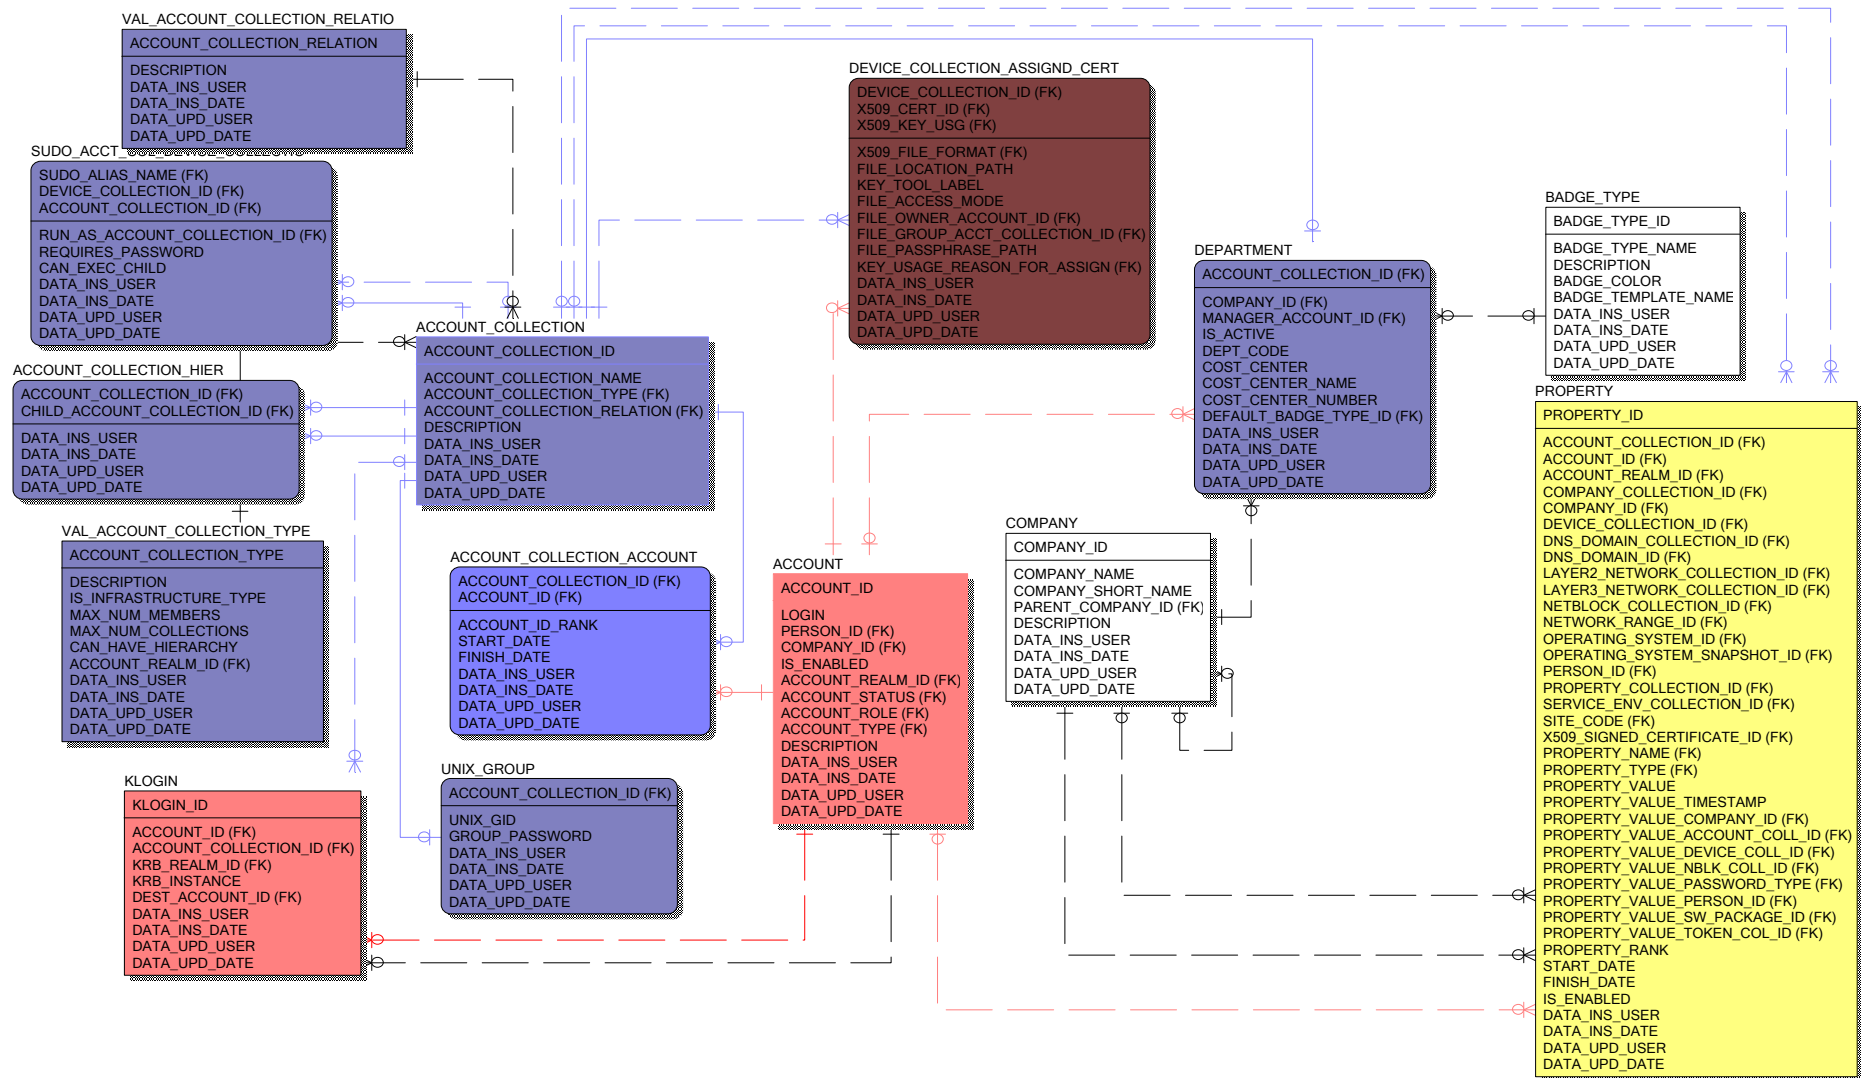 VAL_ACCOUNT_COLLECTION_RELATIO
ACCOUNT_COLLECTION_RELATION
DESCRIPTION
DATA_INS_USER
DATA_INS_DATE
DATA_UPD_USER
DATA_UPD_DATE
SUDO_ACCT_
SUDO_ALIAS_NAME (FK)
DEVICE_COLLECTION_ID (FK)
ACCOUNT_COLLECTION_ID (FK)
RUN_AS_ACCOUNT_COLLECTION_ID (FK)
REQUIRES_PASSWORD
CAN_EXEC_CHILD
DATA_INS_USER
DATA_INS_DATE
DATA_UPD_USER
DATA_UPD_DATE
ACCOUNT_COLLECTION_HIER
ACCOUNT_COLLECTION_ID (FK)
CHILD_ACCOUNT_COLLECTION_ID (FK)
DATA_INS_USER
DATA_INS_DATE
DATA_UPD_USER
DATA_UPD_DATE
VAL_ACCOUNT_COLLECTION_TYPE
ACCOUNT_COLLECTION_TYPE
DESCRIPTION
IS_INFRASTRUCTURE_TYPE
MAX_NUM_MEMBERS
MAX_NUM_COLLECTIONS
CAN_HAVE_HIERARCHY
ACCOUNT_REALM_ID (FK)
DATA_INS_USER
DATA_INS_DATE
DATA_UPD_USER
DATA_UPD_DATE
KLOGIN
KLOGIN_ID
ACCOUNT_ID (FK)
ACCOUNT_COLLECTION_ID (FK)
KRB_REALM_ID (FK)
KRB_INSTANCE
DEST_ACCOUNT_ID (FK)
DATA_INS_USER
DATA_INS_DATE
DATA_UPD_USER
DATA_UPD_DATE
ACCOUNT_COLLECTION
ACCOUNT_COLLECTION_ID
ACCOUNT_COLLECTION_NAME
ACCOUNT_COLLECTION_TYPE (FK)
ACCOUNT_COLLECTION_RELATION (FK)
DESCRIPTION
DATA_INS_USER
DATA_INS_DATE
DATA_UPD_USER
DATA_UPD_DATE
ACCOUNT_COLLECTION_ACCOUNT
ACCOUNT_COLLECTION_ID (FK)
ACCOUNT_ID (FK)
ACCOUNT_ID_RANK
START_DATE
FINISH_DATE
DATA_INS_USER
DATA_INS_DATE
DATA_UPD_USER
DATA_UPD_DATE
UNIX_GROUP
ACCOUNT_COLLECTION_ID (FK)
UNIX_GID
GROUP_PASSWORD
DATA_INS_USER
DATA_INS_DATE
DATA_UPD_USER
DATA_UPD_DATE
DEVICE_COLLECTION_ASSIGND_CERT
DEVICE_COLLECTION_ID (FK)
X509_CERT_ID (FK)
X509_KEY_USG (FK)
X509_FILE_FORMAT (FK)
FILE_LOCATION_PATH
KEY_TOOL_LABEL
FILE_ACCESS_MODE
FILE_OWNER_ACCOUNT_ID (FK)
FILE_GROUP_ACCT_COLLECTION_ID (FK)
FILE_PASSPHRASE_PATH
KEY_USAGE_REASON_FOR_ASSIGN (FK)
DATA_INS_USER
DATA_INS_DATE
DATA_UPD_USER
DATA_UPD_DATE
ACCOUNT
ACCOUNT_ID
LOGIN
PERSON_ID (FK)
COMPANY_ID (FK)
IS_ENABLED
ACCOUNT_REALM_ID (FK)
ACCOUNT_STATUS (FK)
ACCOUNT_ROLE (FK)
ACCOUNT_TYPE (FK)
DESCRIPTION
DATA_INS_USER
DATA_INS_DATE
DATA_UPD_USER
DATA_UPD_DATE
DEPARTMENT
ACCOUNT_COLLECTION_ID (FK)
COMPANY_ID (FK)
MANAGER_ACCOUNT_ID (FK)
IS_ACTIVE
DEPT_CODE
COST_CENTER
COST_CENTER_NAME
COST_CENTER_NUMBER
DEFAULT_BADGE_TYPE_ID (FK)
DATA_INS_USER
DATA_INS_DATE
DATA_UPD_USER
DATA_UPD_DATE
COMPANY
COMPANY_ID
COMPANY_NAME
COMPANY_SHORT_NAME
PARENT_COMPANY_ID (FK)
DESCRIPTION
DATA_INS_USER
DATA_INS_DATE
DATA_UPD_USER
DATA_UPD_DATE
BADGE_TYPE
BADGE_TYPE_ID
BADGE_TYPE_NAME
DESCRIPTION
BADGE_COLOR
BADGE_TEMPLATE_NAME
DATA_INS_USER
DATA_INS_DATE
DATA_UPD_USER
DATA_UPD_DATE
PROPERTY
PROPERTY_ID
ACCOUNT_COLLECTION_ID (FK)
ACCOUNT_ID (FK)
ACCOUNT_REALM_ID (FK)
COMPANY_COLLECTION_ID (FK)
COMPANY_ID (FK)
DEVICE_COLLECTION_ID (FK)
DNS_DOMAIN_COLLECTION_ID (FK)
DNS_DOMAIN_ID (FK)
LAYER2_NETWORK_COLLECTION_ID (FK)
LAYER3_NETWORK_COLLECTION_ID (FK)
NETBLOCK_COLLECTION_ID (FK)
NETWORK_RANGE_ID (FK)
OPERATING_SYSTEM_ID (FK)
OPERATING_SYSTEM_SNAPSHOT_ID (FK)
PERSON_ID (FK)
PROPERTY_COLLECTION_ID (FK)
SERVICE_ENV_COLLECTION_ID (FK)
SITE_CODE (FK)
X509_SIGNED_CERTIFICATE_ID (FK)
PROPERTY_NAME (FK)
PROPERTY_TYPE (FK)
PROPERTY_VALUE
PROPERTY_VALUE_TIMESTAMP
PROPERTY_VALUE_COMPANY_ID (FK)
PROPERTY_VALUE_ACCOUNT_COLL_ID (FK)
PROPERTY_VALUE_DEVICE_COLL_ID (FK)
PROPERTY_VALUE_NBLK_COLL_ID (FK)
PROPERTY_VALUE_PASSWORD_TYPE (FK)
PROPERTY_VALUE_PERSON_ID (FK)
PROPERTY_VALUE_SW_PACKAGE_ID (FK)
PROPERTY_VALUE_TOKEN_COL_ID (FK)
PROPERTY_RANK
START_DATE
FINISH_DATE
IS_ENABLED
DATA_INS_USER
DATA_INS_DATE
DATA_UPD_USER
DATA_UPD_DATE